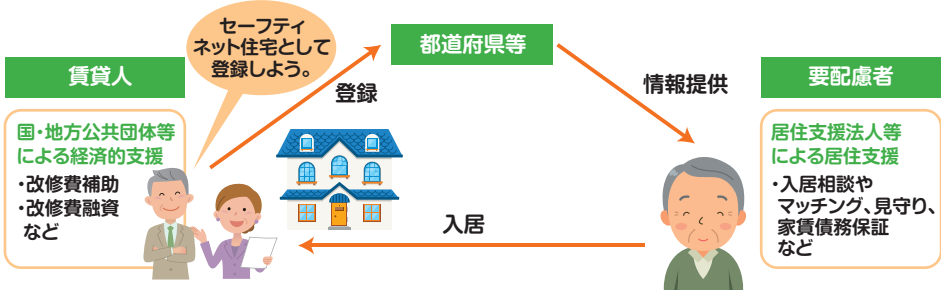 セーフティ
ネット住宅として
登録しよう。
都道府県等
賃貸人
登録
情報提供
要配慮者
国・地方公共団体等
による経済的支援
・改修費補助
・改修費融資
など
入居
居住支援法人等
による居住支援
・入居相談や
マッチング、見守り、
家賃債務保証
など